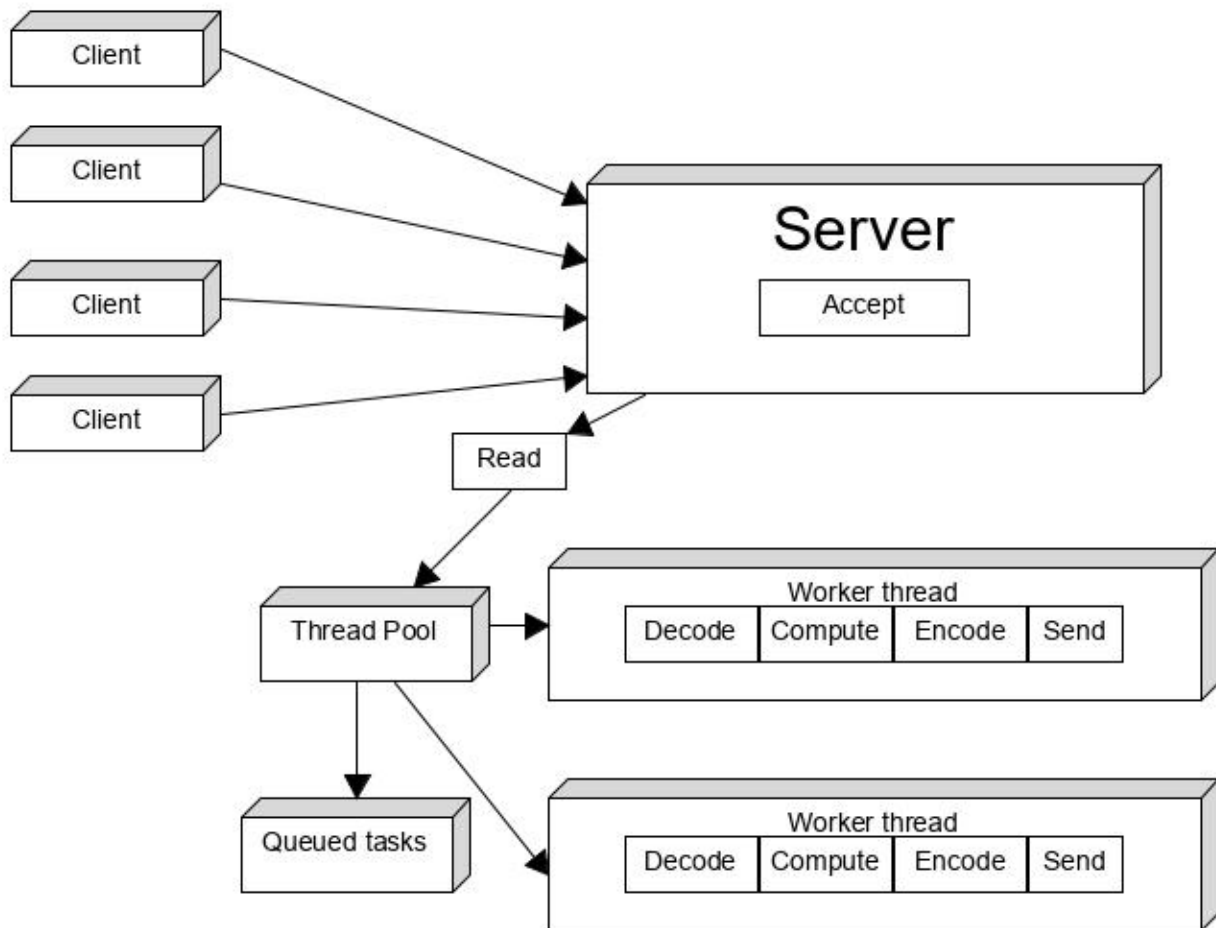 Client
Client
Client
Client
Server
Accept
Read
Thread Pool
Worker thread
Decode Compute Encode Send
Queued tasks
Worker thread
Decode Compute Encode Send